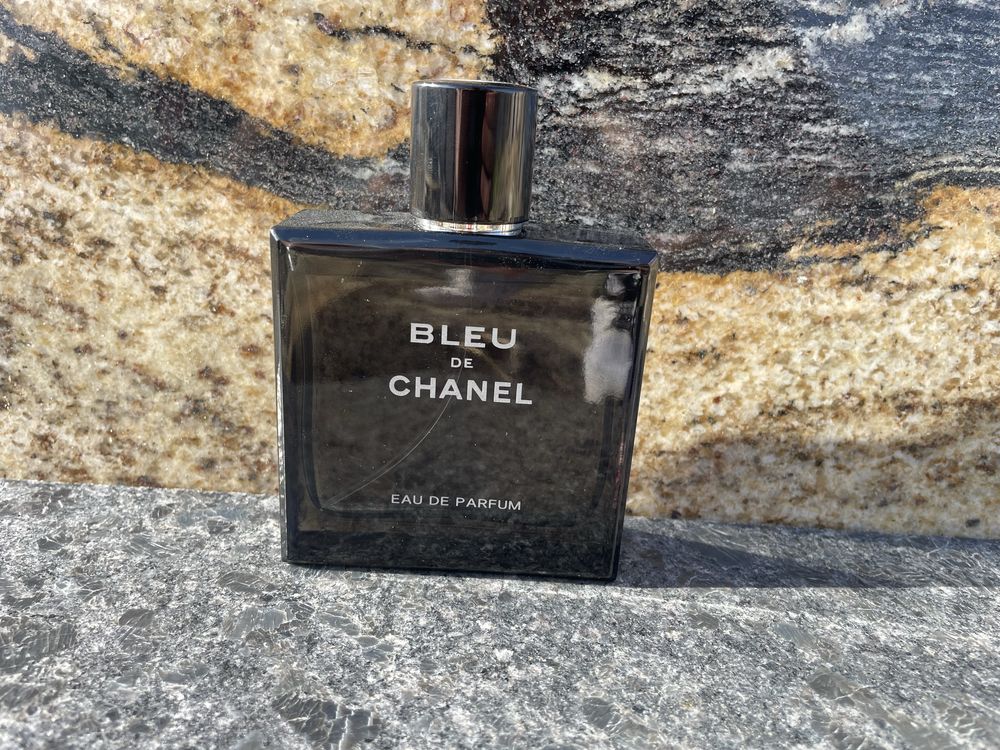 BLEU
DE
CHANEL
EAU DE PARFUM